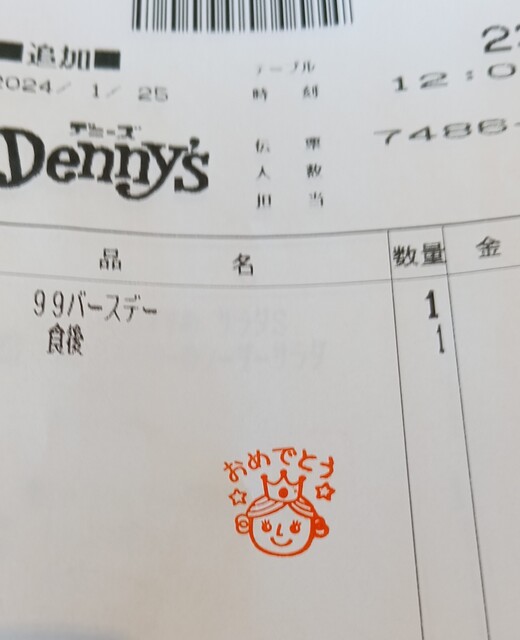 ■追加■
2024/ 1/ 25
テーブル
時刻 12:0
デニーズ
Denny's
伝票 7486-
人数
担当
品名 数量 金
99バースデー 1
食後 1
おめでとう